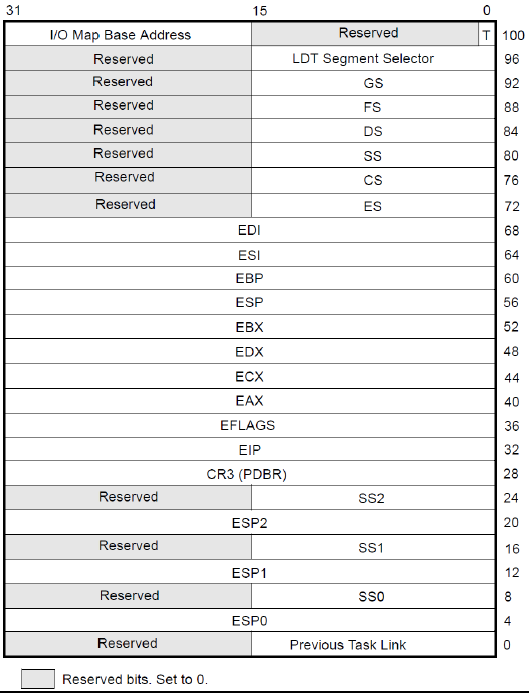 31 15 0
I/O Map Base Address Reserved T 100
Reserved LDT Segment Selector 96
Reserved GS 92
Reserved FS 88
Reserved DS 84
Reserved SS 80
Reserved CS 76
Reserved ES 72
EDI 68
ESI 64
EBP 60
ESP 56
EBX 52
EDX 48
ECX 44
EAX 40
EFLAGS 36
EIP 32
CR3 (PDBR) 28
Reserved SS2 24
ESP2 20
Reserved SS1 16
ESP1 12
Reserved SS0 8
ESP0 4
Reserved Previous Task Link 0
Reserved bits. Set to 0.